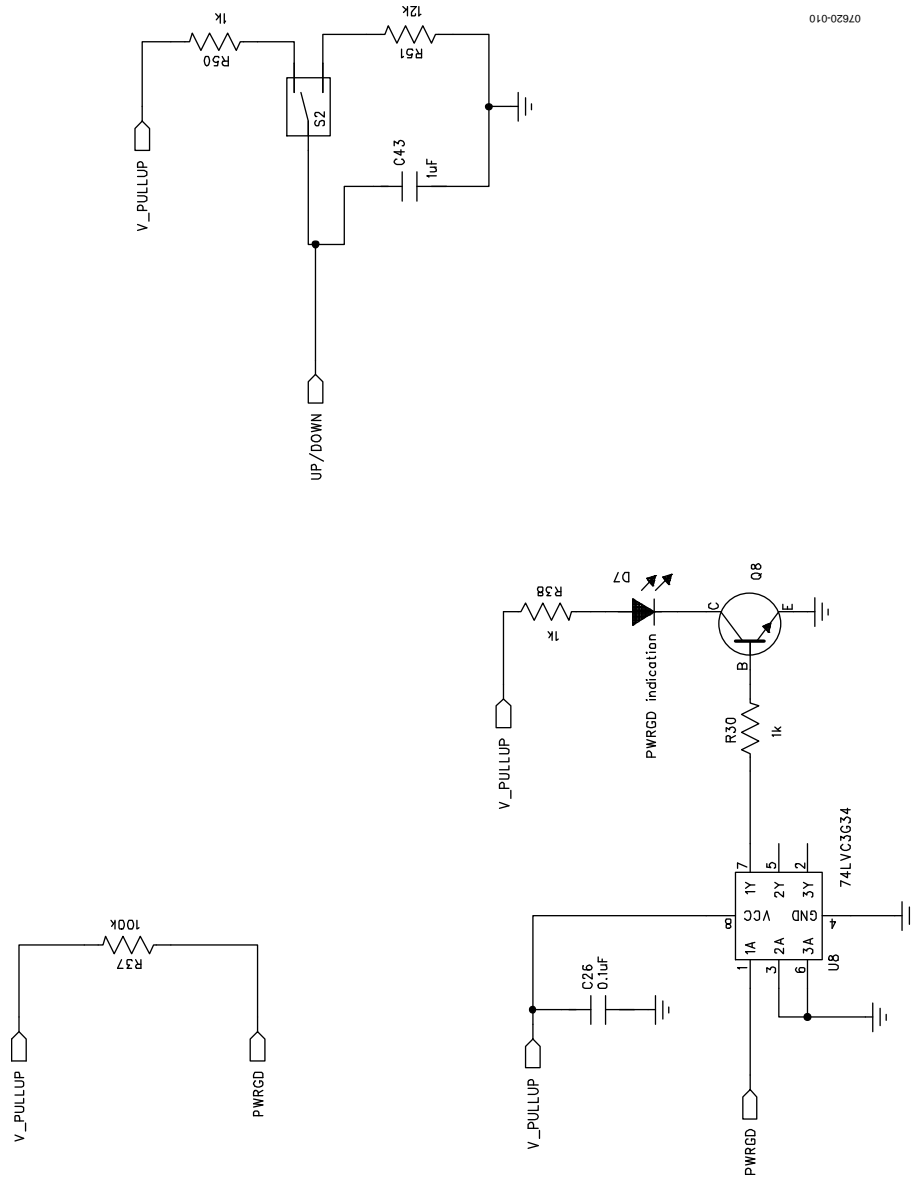 07620-010
V_PULLUP
R50
1k
S2
R51
12k
C43
1uF
UP/DOWN
V_PULLUP
R37
100k
PWRGD
V_PULLUP
R38
1k
D7
PWRGD indication
Q8
C
B
E
R30
1k
V_PULLUP
C26
0.1uF
PWRGD
U8
74LVC3G34
1 1A
3 2A
6 3A
8 VCC
GND 4
1Y 7
2Y 5
3Y 2